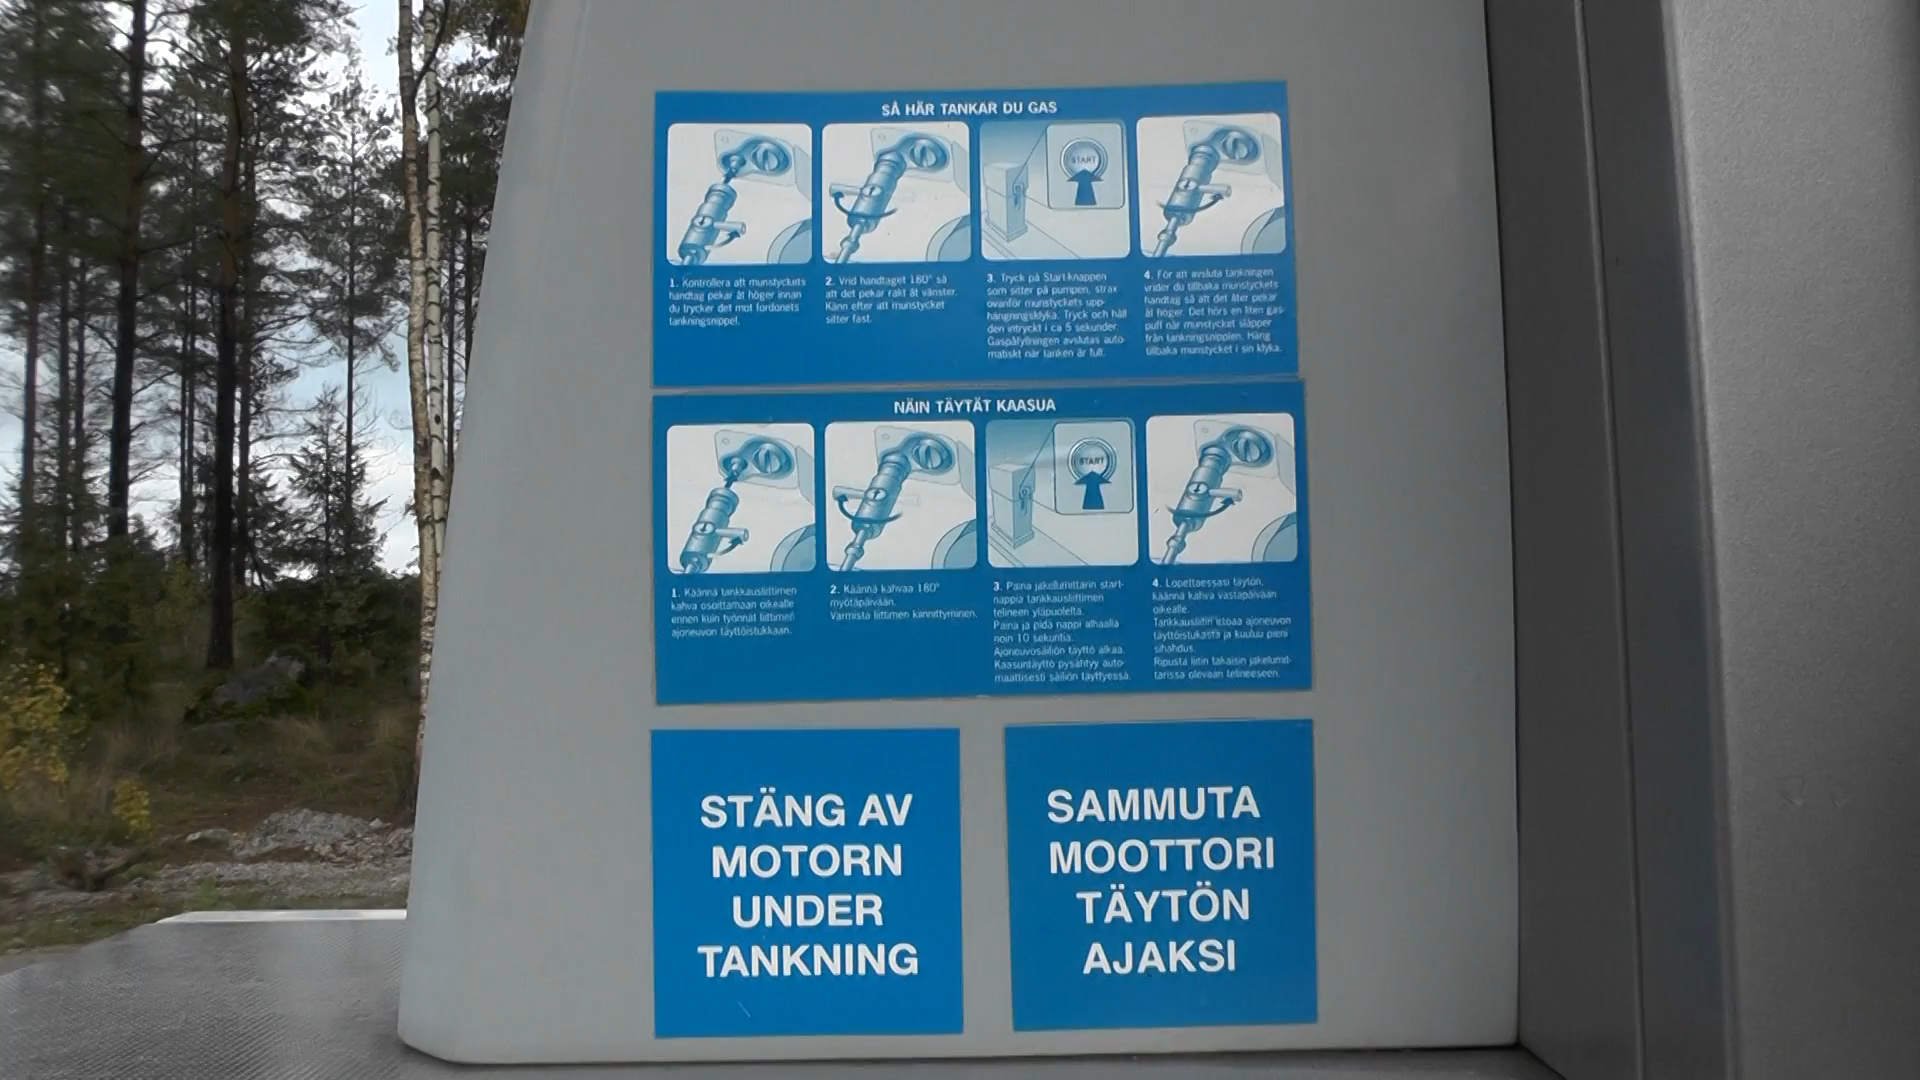 SÅ HÄR TANKAR DU GAS
START
1. Kontrollera att munstyckets
handtag pekar åt höger innan
du trycker det mot fordonets
tankningsnippel.
2. Vrid handtaget 180° så
att det pekar rakt åt vänster.
Känn efter att munstycket
sitter fast.
3. Tryck på Startknappen
som sitter på pumpen, strax
ovanför munstyckets upp-
hängningsklyka. Tryck och håll
den intryckt i ca 5 sekunder.
Gaspåfyllningen avslutas auto-
matiskt när tanken är full.
4. För att avsluta tankningen
vrider du tillbaka munstyckets
handtag så att det åter pekar
åt höger. Det hörs en liten gas-
puff när munstycket släpper
från tankningsnippeln. Häng
tillbaka munstycket i sin klyka.
NÄIN TÄYTÄT KAASUA
START
1. Käännä tankkausliittimen
kahva osoittamaan oikealle
ennen kuin työnnät liittimen
ajoneuvon täyttöistukkaan.
2. Käännä kahvaa 180°
myötäpäivään.
Varmista liittimen kiinnittyminen.
3. Paina jakelumittarin start-
nappia tankkausliittimen
telineen yläpuolelta.
Paina ja pidä nappi alhaalla
noin 10 sekuntia.
Ajoneuvosäiliön täyttö alkaa.
Kaasuntäyttö pysähtyy auto-
maattisesti säiliön täyttyessä.
4. Lopettaessasi täytön,
käännä kahva vastapäivään
oikealle.
Tankkausliitin irtoaa ajoneuvon
täyttöistukasta ja kuuluu pieni
sihahdus.
Ripusta liitin takaisin jakelumit-
tarissa olevaan telineeseen.
STÄNG AV
MOTORN
UNDER
TANKNING
SAMMUTA
MOOTTORI
TÄYTÖN
AJAKSI